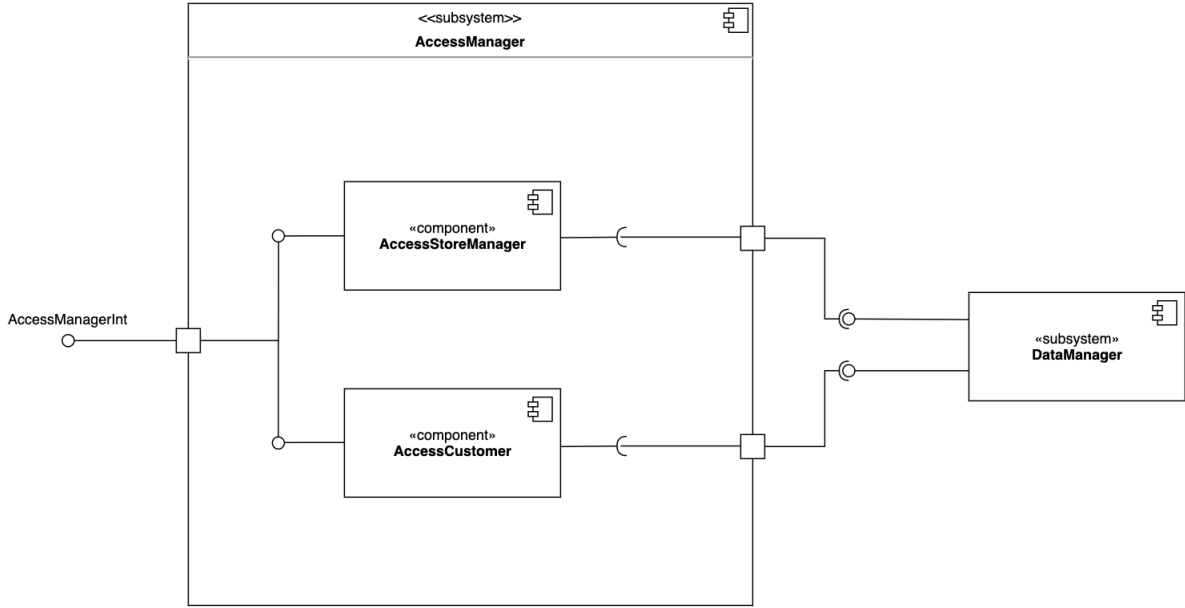 <<subsystem>>
AccessManager
«component»
AccessStoreManager
AccessManagerInt
«subsystem»
DataManager
«component»
AccessCustomer